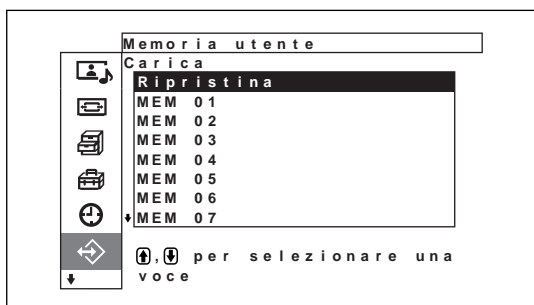 Memoria utente
Carica
Ripristina
MEM 01
MEM 02
MEM 03
MEM 04
MEM 05
MEM 06
MEM 07
↑,↓ per selezionare una
voce